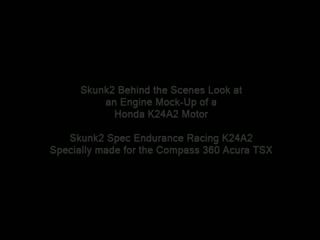 Skunk2 Behind the Scenes Look at
an Engine Mock-Up of a
Honda K24A2 Motor
Skunk2 Spec Endurance Racing K24A2
Specially made for the Compass 360 Acura TSX